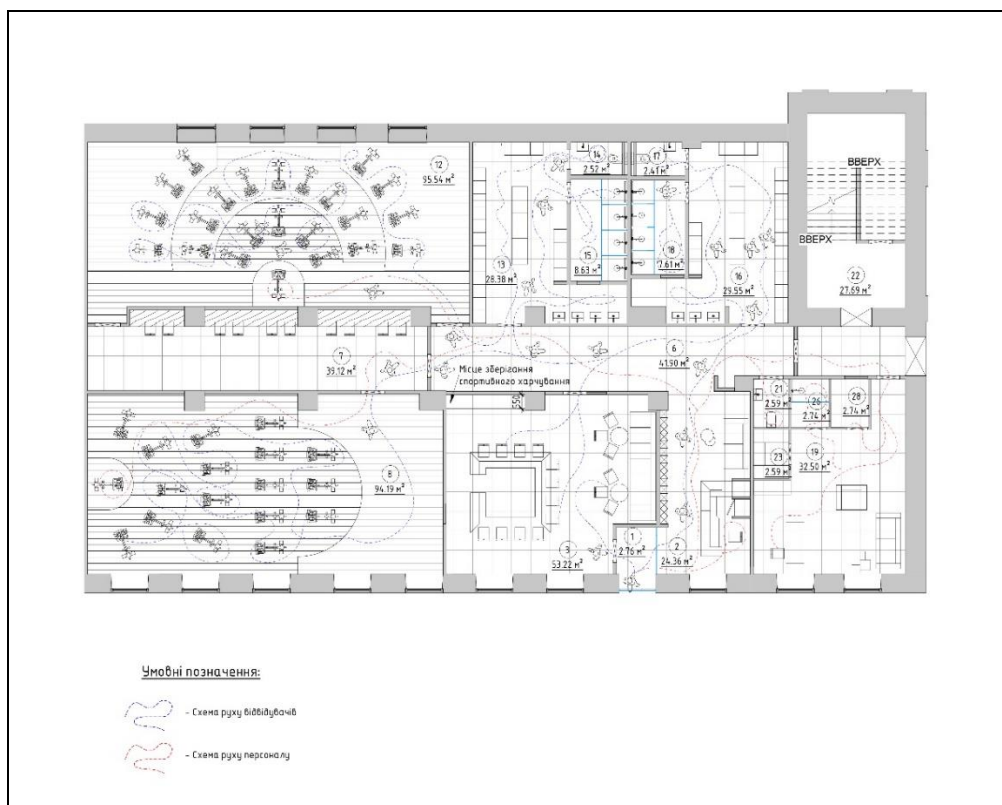 12
95.54 м²
14
2.52 м²
17
2.41 м²
ВВЕРХ
ВВЕРХ
13
28.38 м²
15
8.63 м²
18
7.61 м²
16
29.55 м²
22
27.69 м²
7
39.12 м²
6
41.90 м²
Місце зберігання
спортивного харчування
550
21
2.59 м²
26
2.74 м²
28
2.74 м²
8
94.19 м²
23
2.59 м²
19
32.50 м²
3
53.22 м²
1
2.76 м²
2
24.36 м²
Умовні позначення:
- Схема руху відвідувачів
- Схема руху персоналу